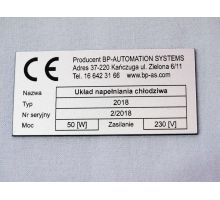 CE
Producent BP-AUTOMATION SYSTEMS
Adres 37-220 Kańczuga ul. Zielona 6/11
Tel. 16 642 31 66 www.bp-as.com
Nazwa Układ napełniania chłodziwa
Typ 2018
Nr seryjny 2/2018
Moc 50 [W] Zasilanie 230 [V]